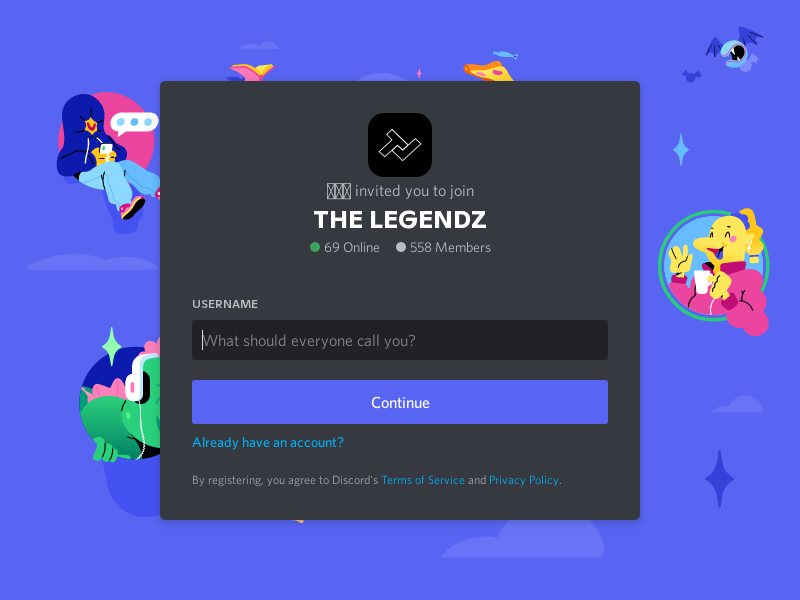 invited you to join
THE LEGENDZ
69 Online 558 Members
USERNAME
What should everyone call you?
Continue
Already have an account?
By registering, you agree to Discord's Terms of Service and Privacy Policy.